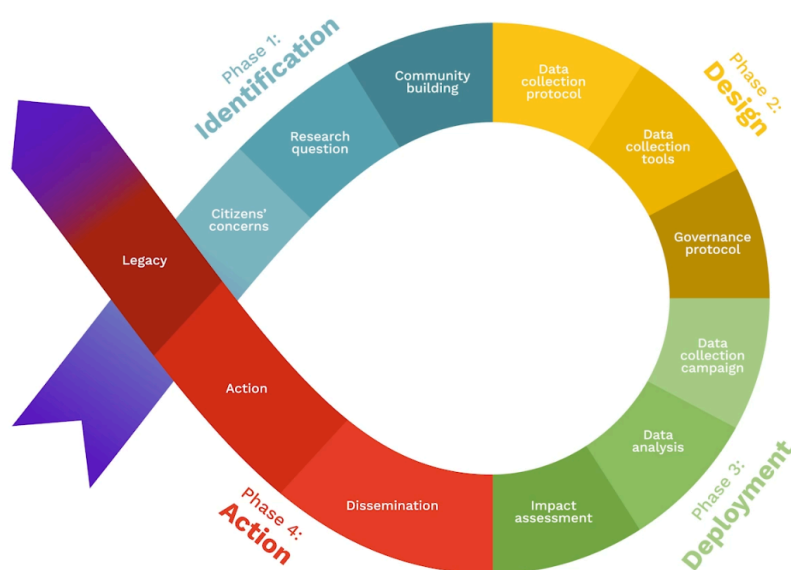 Phase 1:
Identification
Citizens'
concerns
Research
question
Community
building
Phase 2:
Design
Data
collection
protocol
Data
collection
tools
Governance
protocol
Phase 3:
Deployment
Data
collection
campaign
Data
analysis
Impact
assessment
Phase 4:
Action
Dissemination
Action
Legacy